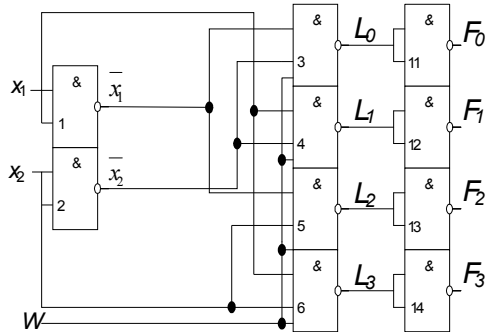 & & L₀ F₀
x₁ & x̄₁ 3 11
1 & L₁ & F₁
& x̄₂ 4 12
x₂ & L₂ & F₂
2 5 13
& L₃ & F₃
W 6 14